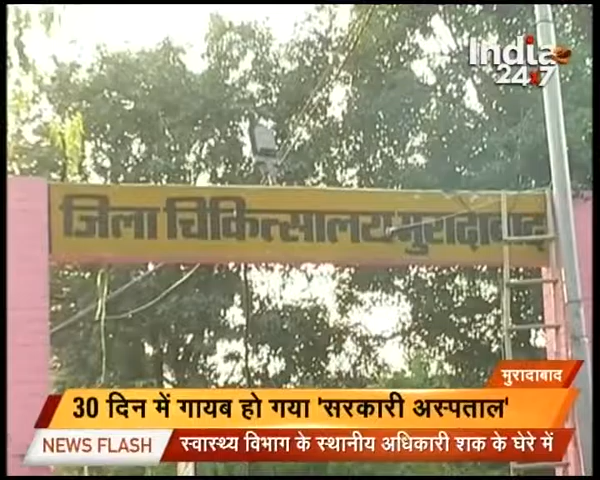 India
24x7
जिला चिकित्सालय मुरादाबाद
मुरादाबाद
30 दिन में गायब हो गया 'सरकारी अस्पताल'
NEWS FLASH
स्वास्थ्य विभाग के स्थानीय अधिकारी शक के घेरे में